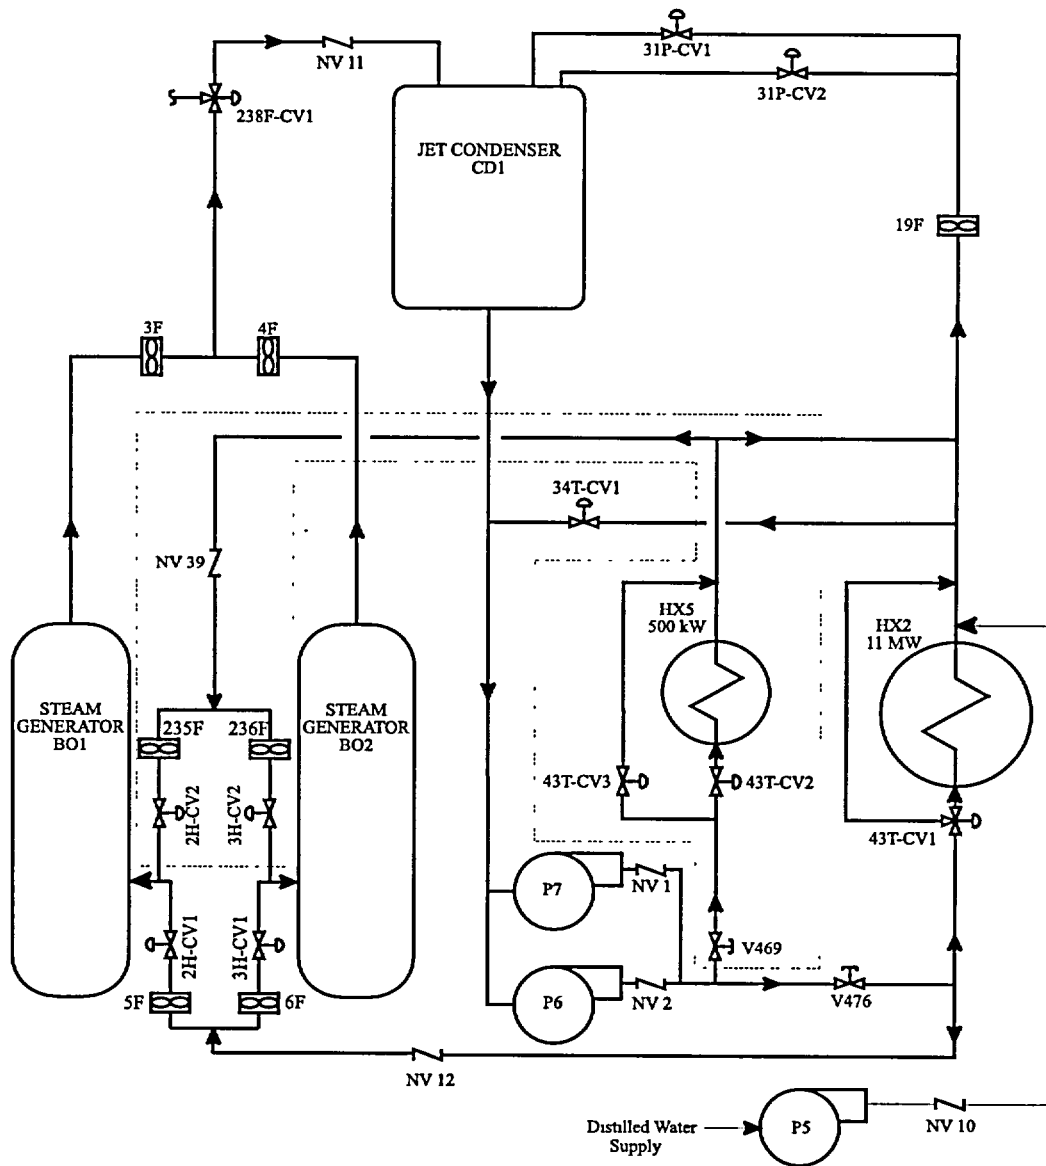 31P-CV1
NV 11
31P-CV2
238F-CV1
JET CONDENSER
CD1
19F
3F
4F
34T-CV1
NV 39
HX5
500 kW
HX2
11 MW
STEAM
GENERATOR
BO1
235F
236F
STEAM
GENERATOR
BO2
2H-CV2
3H-CV2
43T-CV3
43T-CV2
43T-CV1
P7
NV 1
2H-CV1
3H-CV1
V469
5F
6F
P6
NV 2
V476
NV 12
Distilled Water
Supply
P5
NV 10